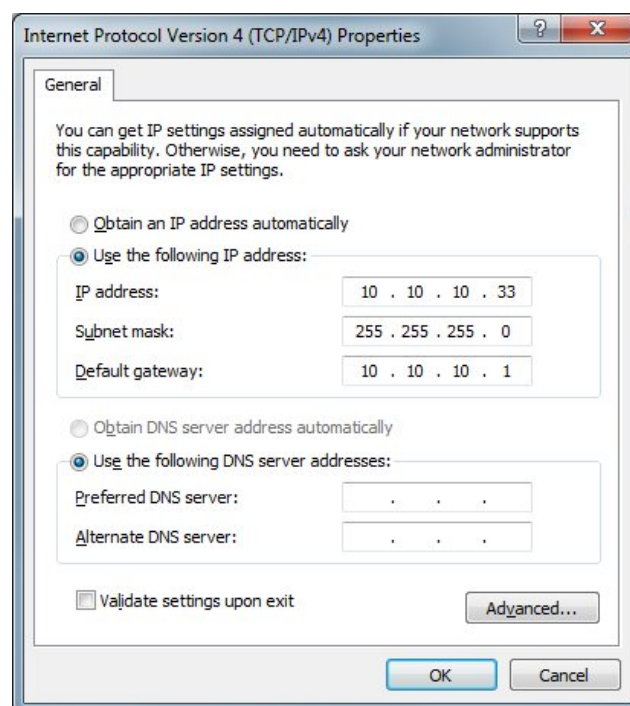 Internet Protocol Version 4 (TCP/IPv4) Properties
General
You can get IP settings assigned automatically if your network supports
this capability. Otherwise, you need to ask your network administrator
for the appropriate IP settings.
Obtain an IP address automatically
Use the following IP address:
IP address: 10 . 10 . 10 . 33
Subnet mask: 255 . 255 . 255 . 0
Default gateway: 10 . 10 . 10 . 1
Obtain DNS server address automatically
Use the following DNS server addresses:
Preferred DNS server: . . .
Alternate DNS server: . . .
Validate settings upon exit
Advanced...
OK Cancel